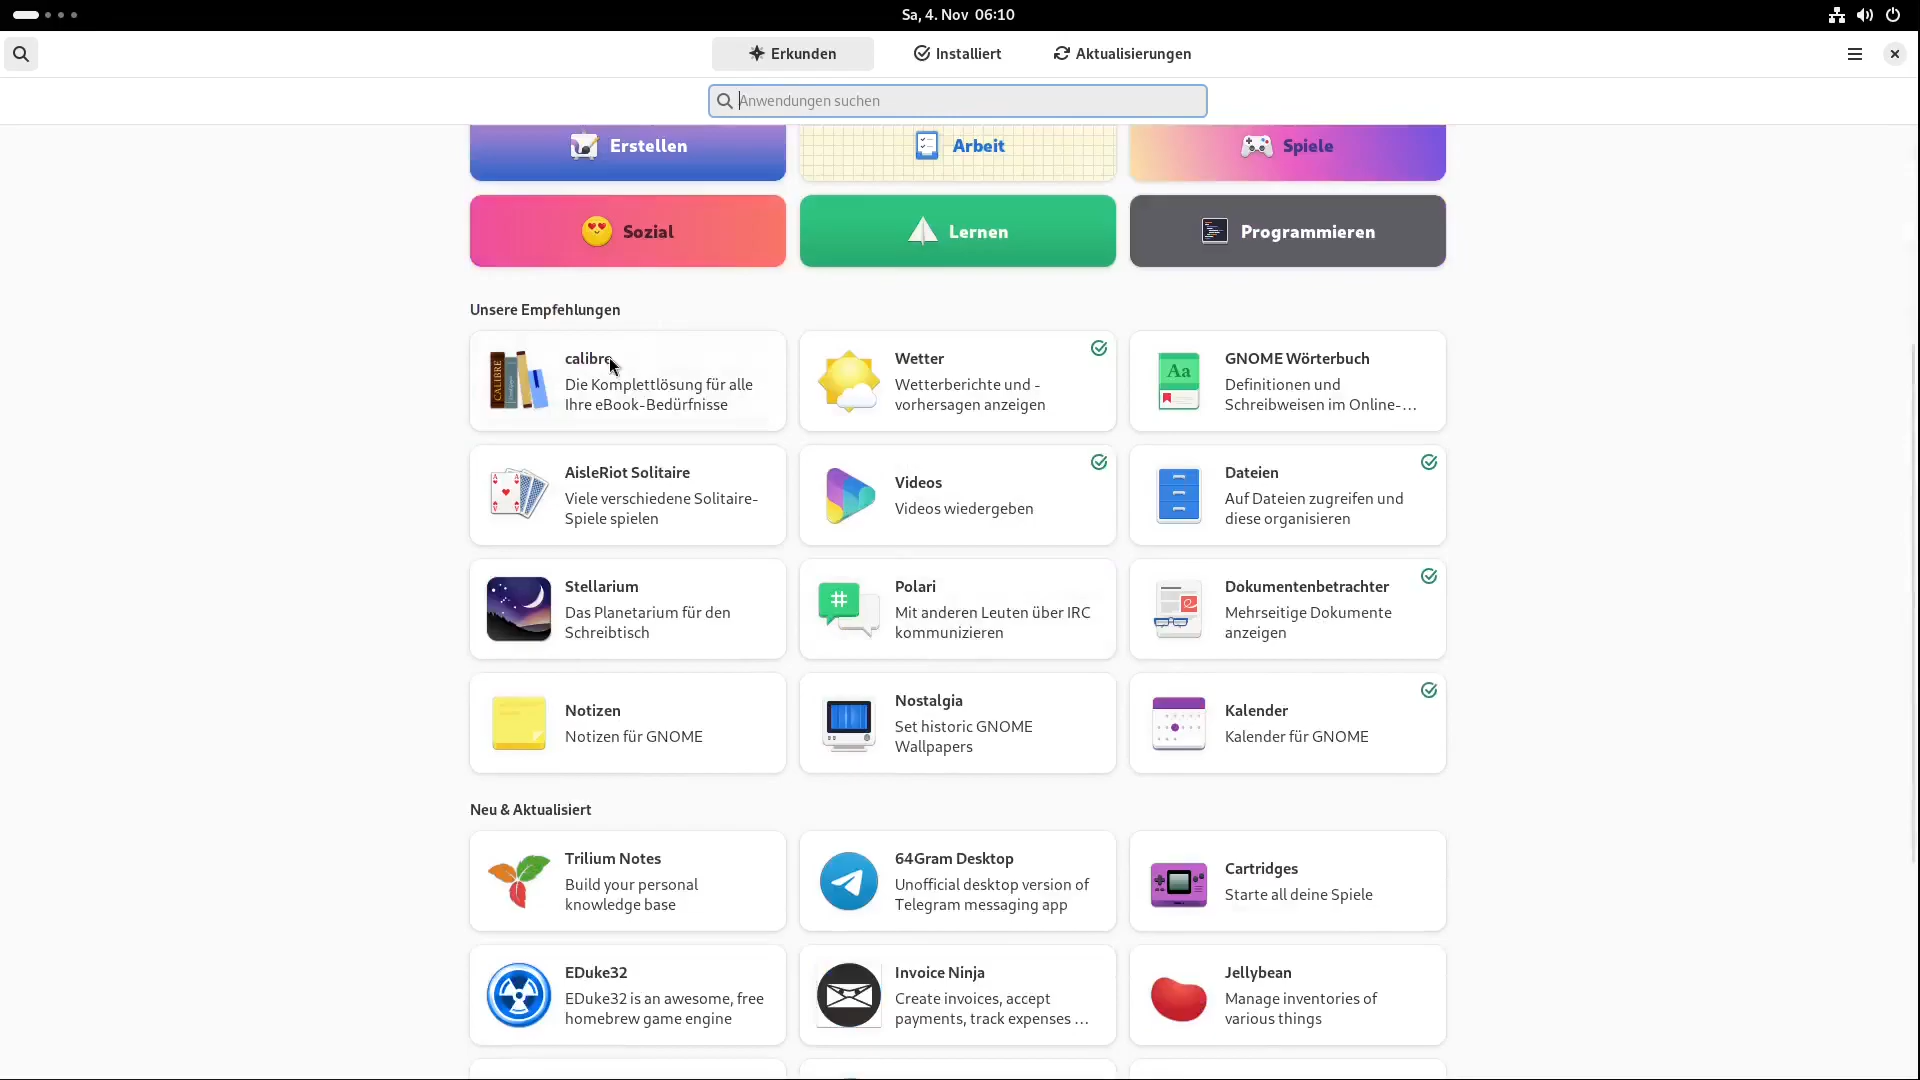 Sa, 4. Nov 06:10
Erkunden
Installiert
Aktualisierungen
Anwendungen suchen
Erstellen
Arbeit
Spiele
Sozial
Lernen
Programmieren
Unsere Empfehlungen
CALIBRE
calibre
Die Komplettlösung für alle
Ihre eBook-Bedürfnisse
Wetter
Wetterberichte und -
vorhersagen anzeigen
Aa
GNOME Wörterbuch
Definitionen und
Schreibweisen im Online-…
AisleRiot Solitaire
Viele verschiedene Solitaire-
Spiele spielen
Videos
Videos wiedergeben
Dateien
Auf Dateien zugreifen und
diese organisieren
Stellarium
Das Planetarium für den
Schreibtisch
#
Polari
Mit anderen Leuten über IRC
kommunizieren
Dokumentenbetrachter
Mehrseitige Dokumente
anzeigen
Notizen
Notizen für GNOME
Nostalgia
Set historic GNOME
Wallpapers
Kalender
Kalender für GNOME
Neu & Aktualisiert
Trilium Notes
Build your personal
knowledge base
64Gram Desktop
Unofficial desktop version of
Telegram messaging app
Cartridges
Starte all deine Spiele
EDuke32
EDuke32 is an awesome, free
homebrew game engine
Invoice Ninja
Create invoices, accept
payments, track expenses …
Jellybean
Manage inventories of
various things